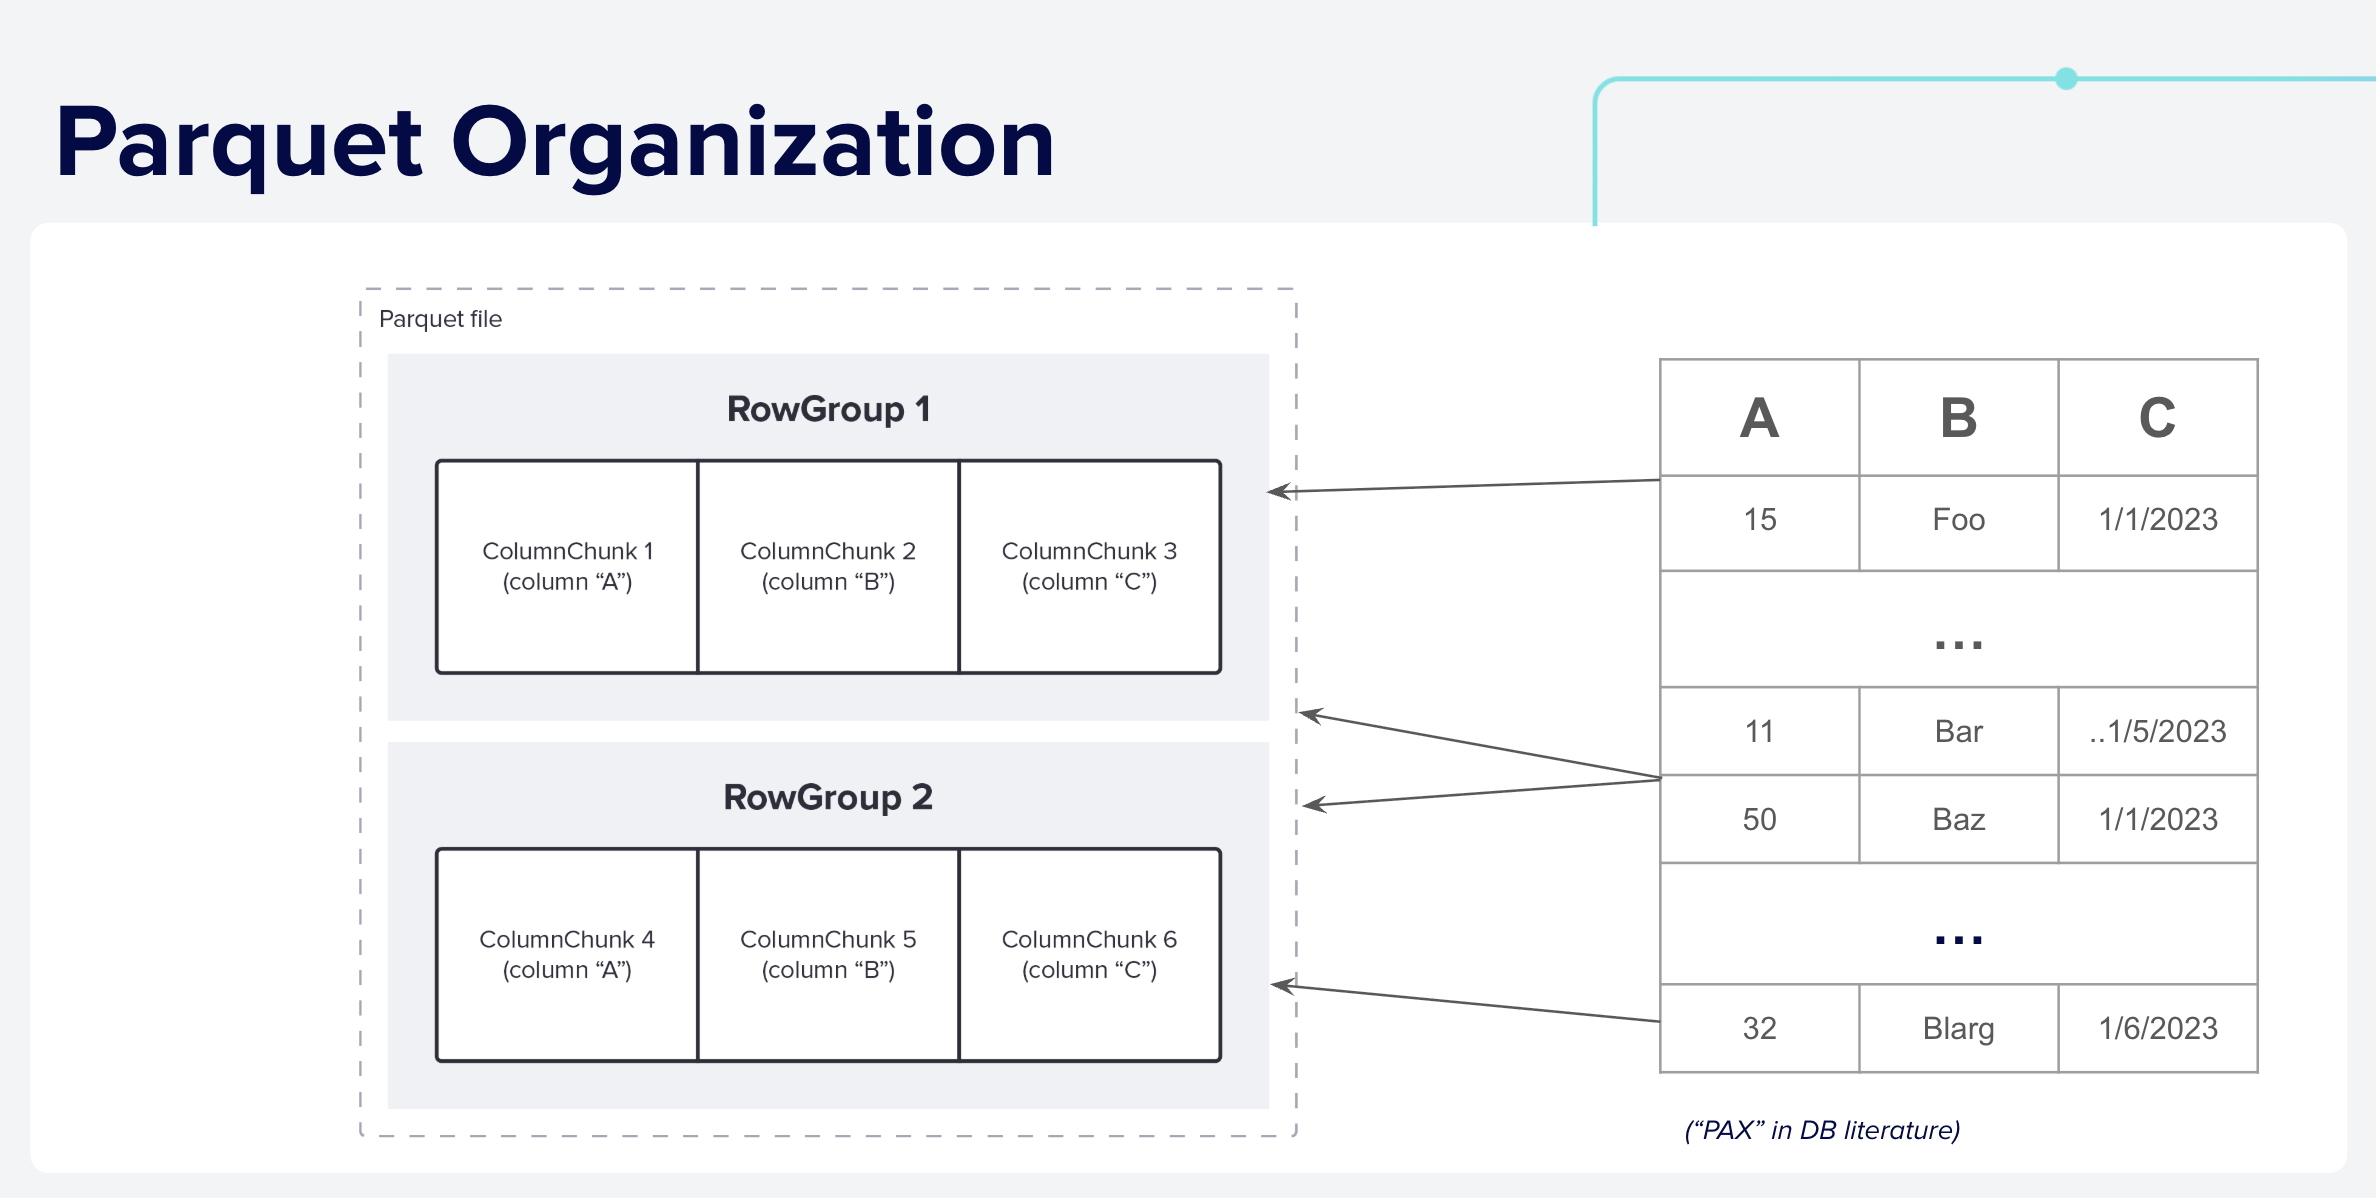 Parquet Organization
Parquet file
RowGroup 1
ColumnChunk 1
(column “A”)
ColumnChunk 2
(column “B”)
ColumnChunk 3
(column “C”)
RowGroup 2
ColumnChunk 4
(column “A”)
ColumnChunk 5
(column “B”)
ColumnChunk 6
(column “C”)
A B C
15 Foo 1/1/2023
...
11 Bar ..1/5/2023
50 Baz 1/1/2023
...
32 Blarg 1/6/2023
(“PAX” in DB literature)